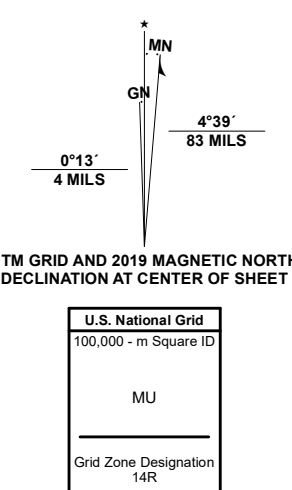 MN
GN
4°39´
83 MILS
0°13´
4 MILS
TM GRID AND 2019 MAGNETIC NORTH
DECLINATION AT CENTER OF SHEET
U.S. National Grid
100,000 - m Square ID
MU
Grid Zone Designation
14R